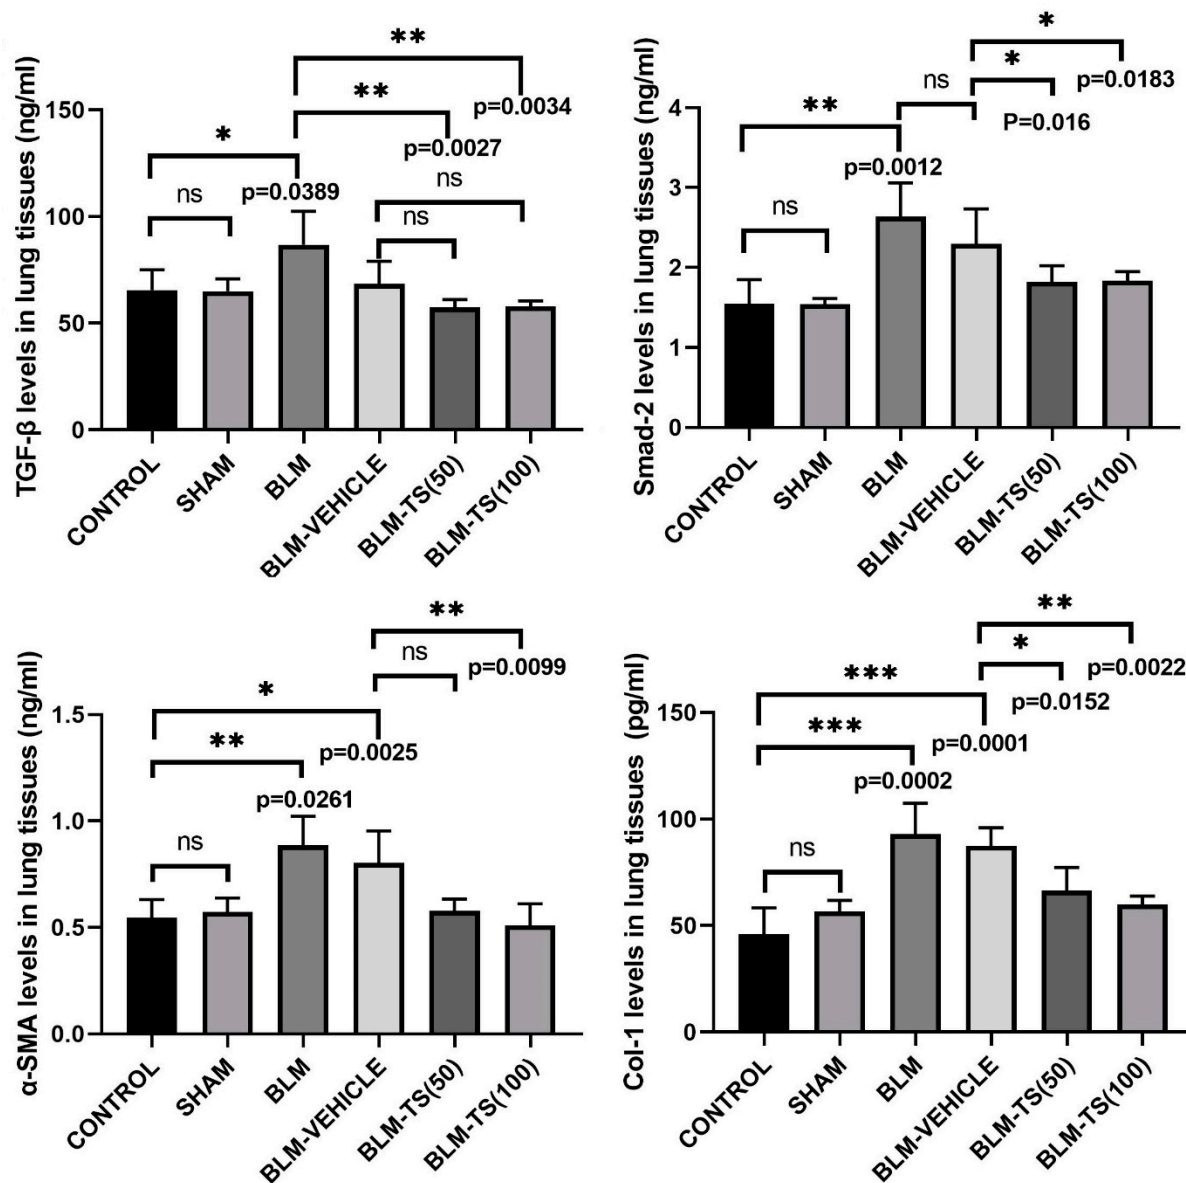 TGF-β levels in lung tissues (ng/ml)
**
**
p=0.0034
*
p=0.0027
ns
p=0.0389
ns
ns
150
100
50
0
CONTROL
SHAM
BLM
BLM-VEHICLE
BLM-TS(50)
BLM-TS(100)
Smad-2 levels in lung tissues (ng/ml)
*
*
p=0.0183
ns
**
P=0.016
p=0.0012
ns
4
3
2
1
0
CONTROL
SHAM
BLM
BLM-VEHICLE
BLM-TS(50)
BLM-TS(100)
α-SMA levels in lung tissues (ng/ml)
**
ns
p=0.0099
*
**
p=0.0025
p=0.0261
ns
1.5
1.0
0.5
0.0
CONTROL
SHAM
BLM
BLM-VEHICLE
BLM-TS(50)
BLM-TS(100)
Col-1 levels in lung tissues (pg/ml)
**
*
p=0.0022
***
p=0.0152
***
p=0.0001
p=0.0002
ns
150
100
50
0
CONTROL
SHAM
BLM
BLM-VEHICLE
BLM-TS(50)
BLM-TS(100)